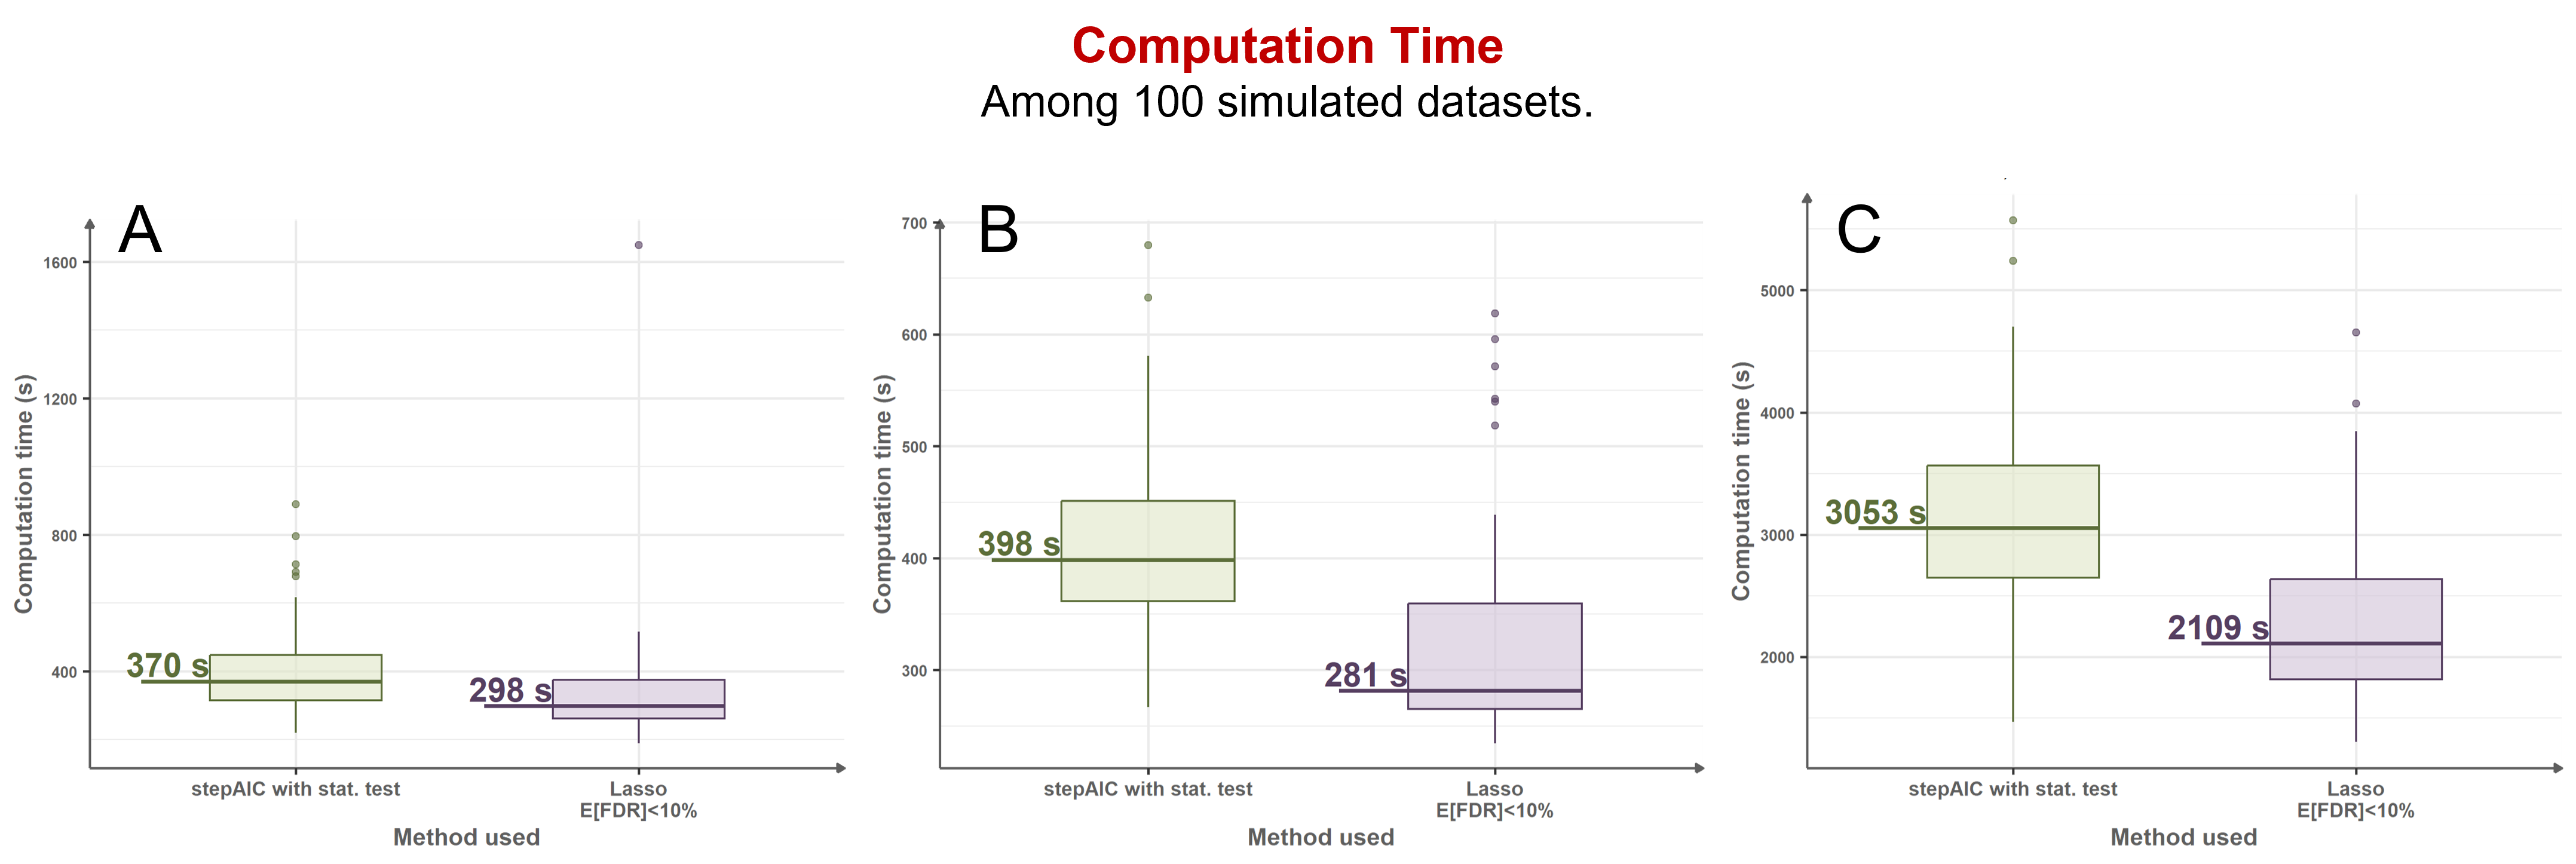 Computation Time
Among 100 simulated datasets.
A
1600
1200
800
400
Computation time (s)
370 s
298 s
stepAIC with stat. test
Lasso
E[FDR]<10%
Method used
B
700
600
500
400
300
Computation time (s)
398 s
281 s
stepAIC with stat. test
Lasso
E[FDR]<10%
Method used
C
5000
4000
3000
2000
Computation time (s)
3053 s
2109 s
stepAIC with stat. test
Lasso
E[FDR]<10%
Method used